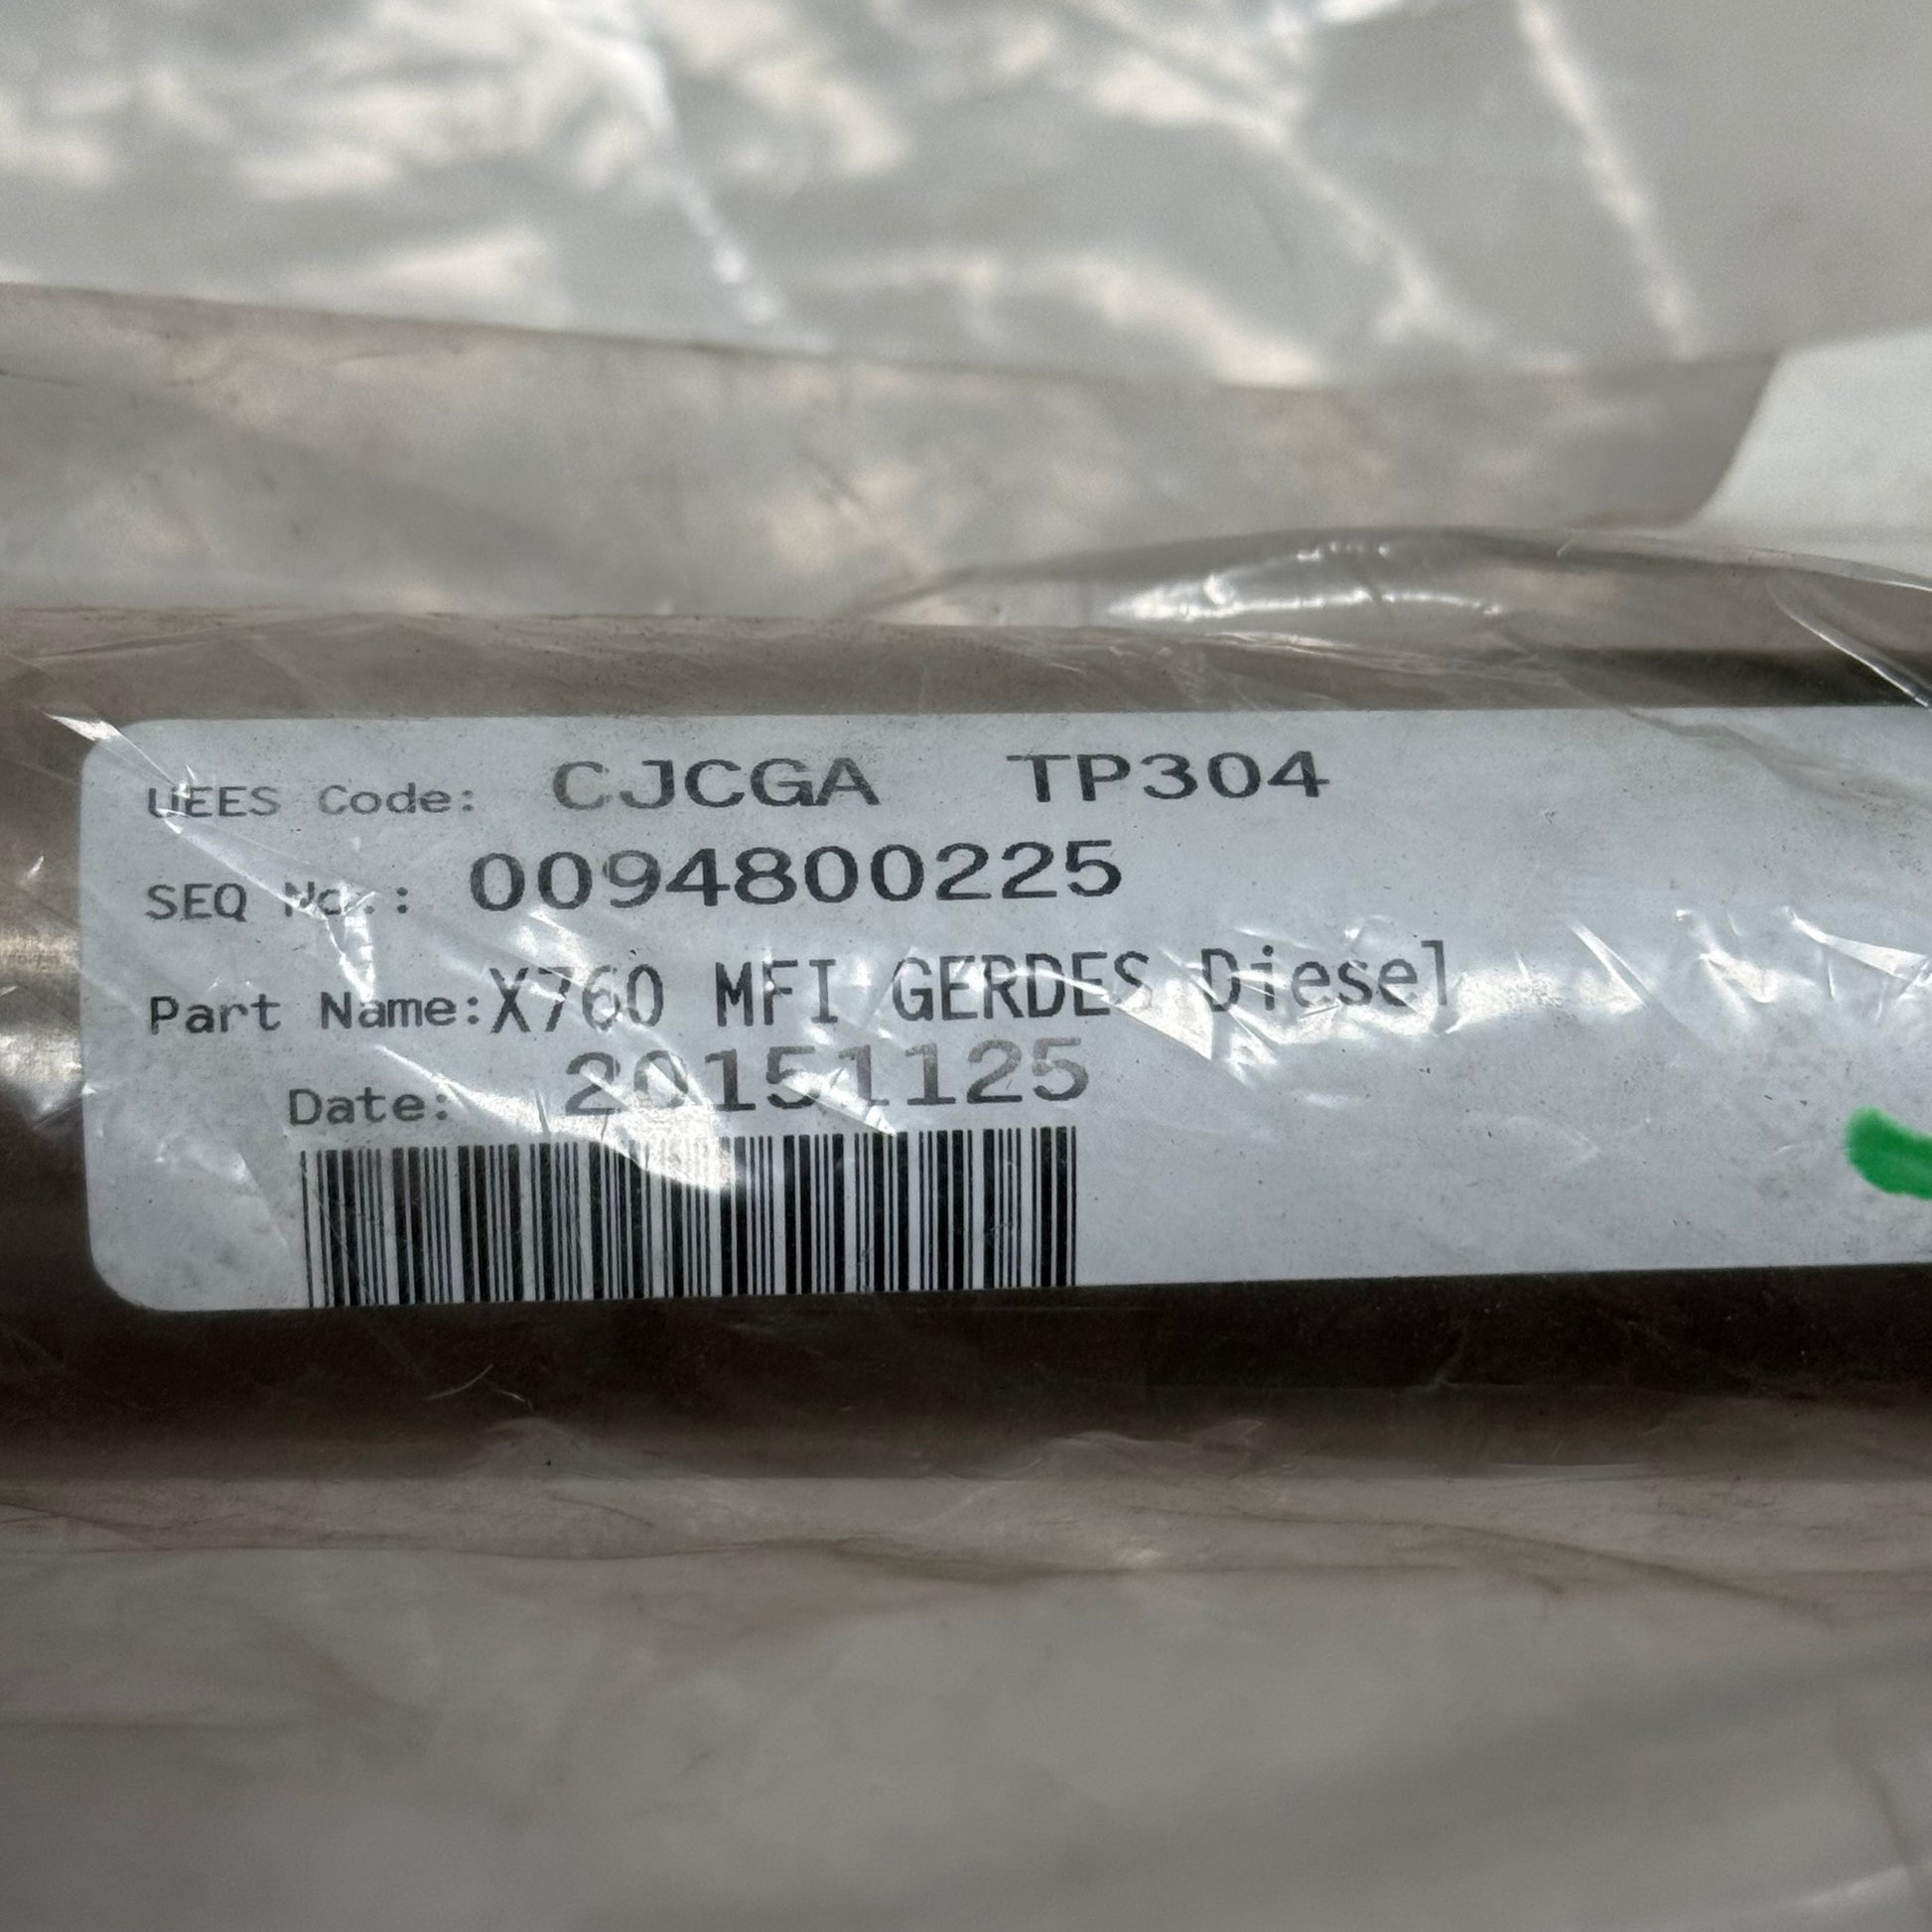 UEES Code: CJCGA TP304
SEQ No.: 0094800225
Part Name:X760 MFI GERDES Diesel
Date: 20151125